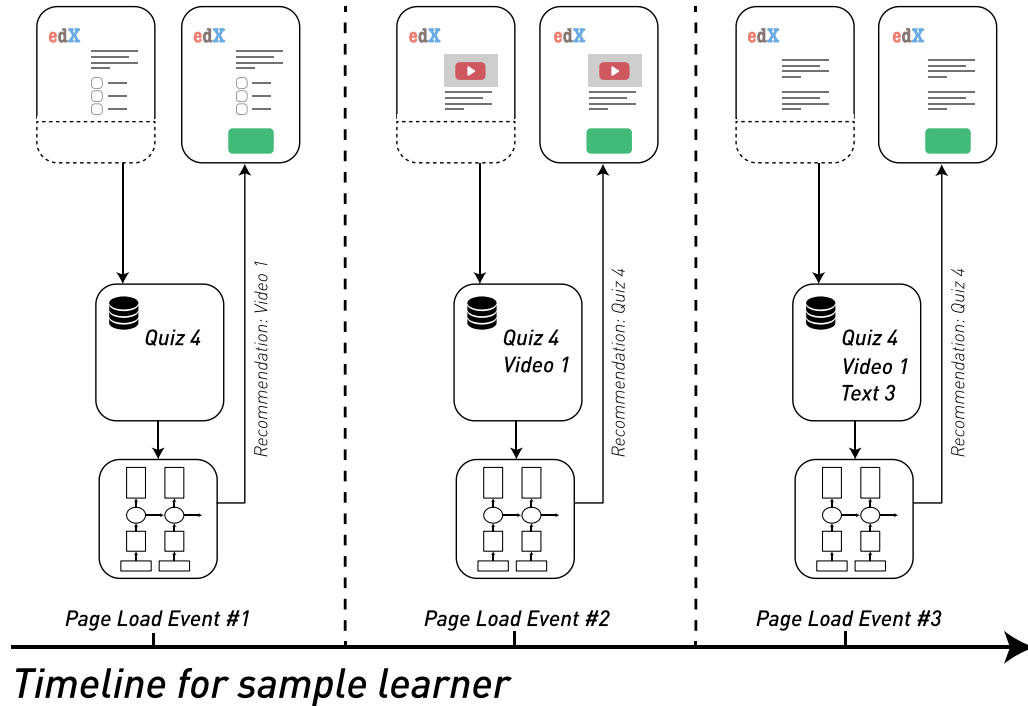 edX
edX
edX
edX
edX
edX
Quiz 4
Recommendation: Video 1
Quiz 4
Video 1
Recommendation: Quiz 4
Quiz 4
Video 1
Text 3
Recommendation: Quiz 4
Page Load Event #1
Page Load Event #2
Page Load Event #3
Timeline for sample learner